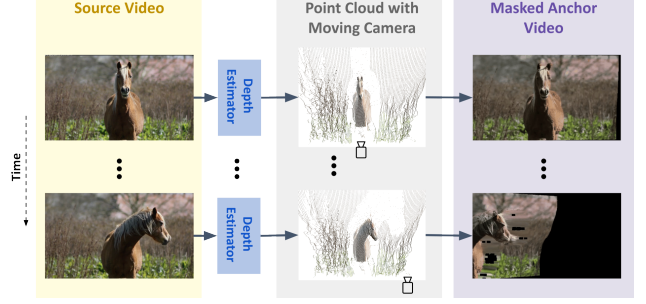 Source Video
Point Cloud with
Moving Camera
Masked Anchor
Video
Depth
Estimator
Time
Depth
Estimator